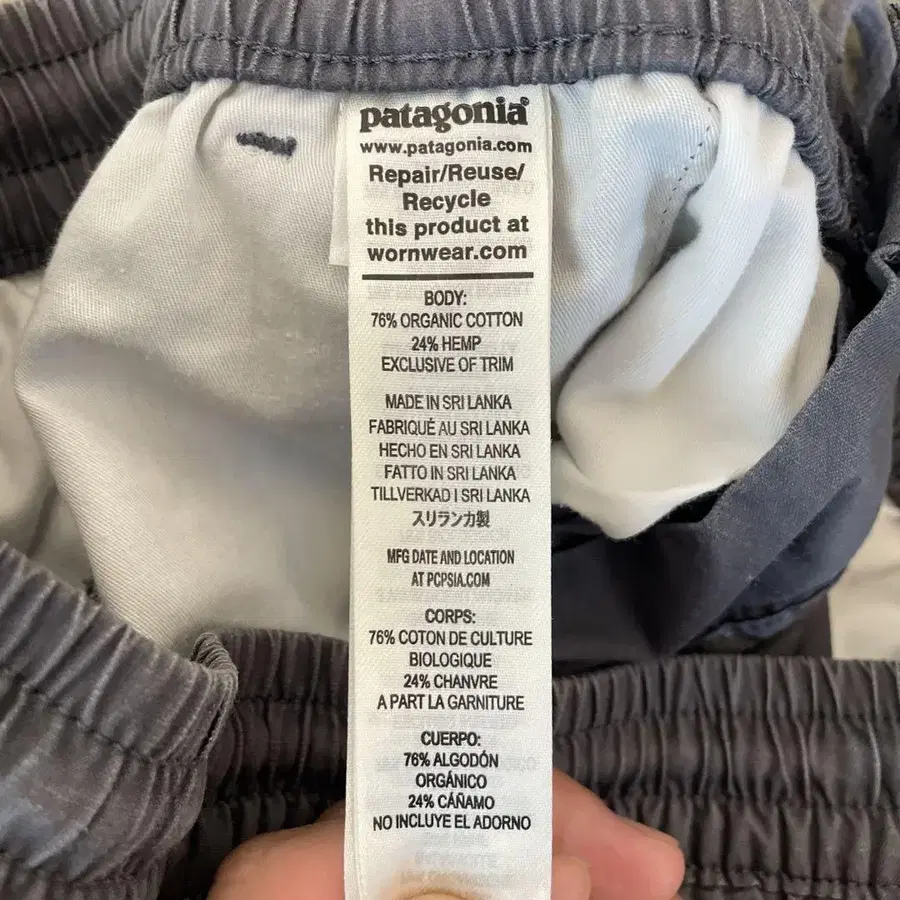 patagonia®
www.patagonia.com
Repair/Reuse/
Recycle
this product at
wornwear.com
BODY:
76% ORGANIC COTTON
24% HEMP
EXCLUSIVE OF TRIM
MADE IN SRI LANKA
FABRIQUÉ AU SRI LANKA
HECHO EN SRI LANKA
FATTO IN SRI LANKA
TILLVERKAD I SRI LANKA
スリランカ製
MFG DATE AND LOCATION
AT PCPSIA.COM
CORPS:
76% COTON DE CULTURE
BIOLOGIQUE
24% CHANVRE
A PART LA GARNITURE
CUERPO:
76% ALGODÓN
ORGÁNICO
24% CÁÑAMO
NO INCLUYE EL ADORNO